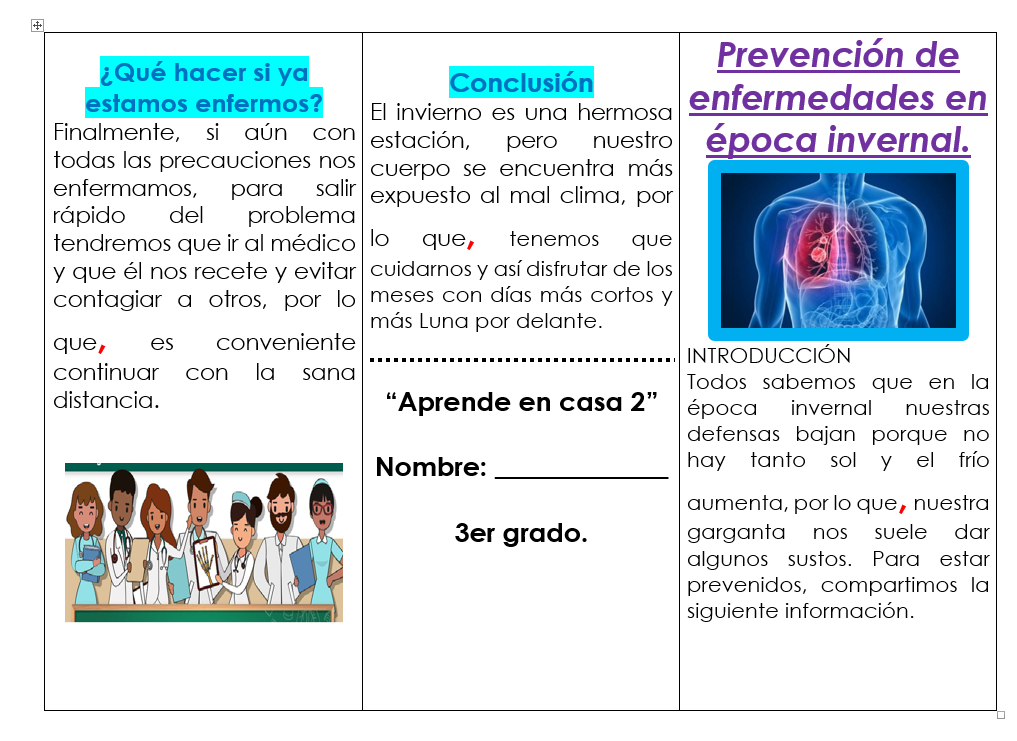 ¿Qué hacer si ya
estamos enfermos?
Finalmente, si aún con
todas las precauciones nos
enfermamos, para salir
rápido del problema
tendremos que ir al médico
y que él nos recete y evitar
contagiar a otros, por lo
que, es conveniente
continuar con la sana
distancia.
Conclusión
El invierno es una hermosa
estación, pero nuestro
cuerpo se encuentra más
expuesto al mal clima, por
lo que, tenemos que
cuidarnos y así disfrutar de los
meses con días más cortos y
más Luna por delante.
“Aprende en casa 2”
Nombre: _____________
3er grado.
Prevención de
enfermedades en
época invernal.
INTRODUCCIÓN
Todos sabemos que en la
época invernal nuestras
defensas bajan porque no
hay tanto sol y el frío
aumenta, por lo que, nuestra
garganta nos suele dar
algunos sustos. Para estar
prevenidos, compartimos la
siguiente información.